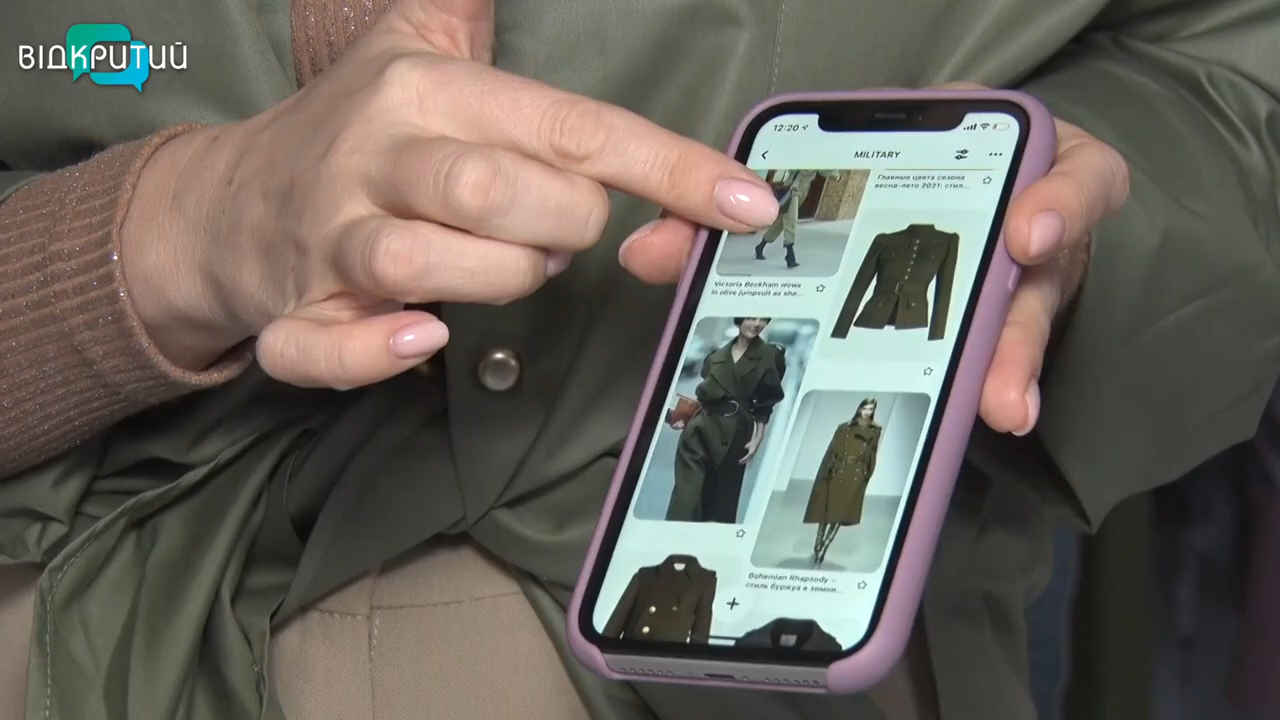 ВІДКРИТИЙ
12:20
MILITARY
Главные цвета сезона
весна-лето 2021: стил...
Victoria Beckham wows
in olive jumpsuit as she...
Bohemian Rhapsody –
стиль буржуа в зимни...